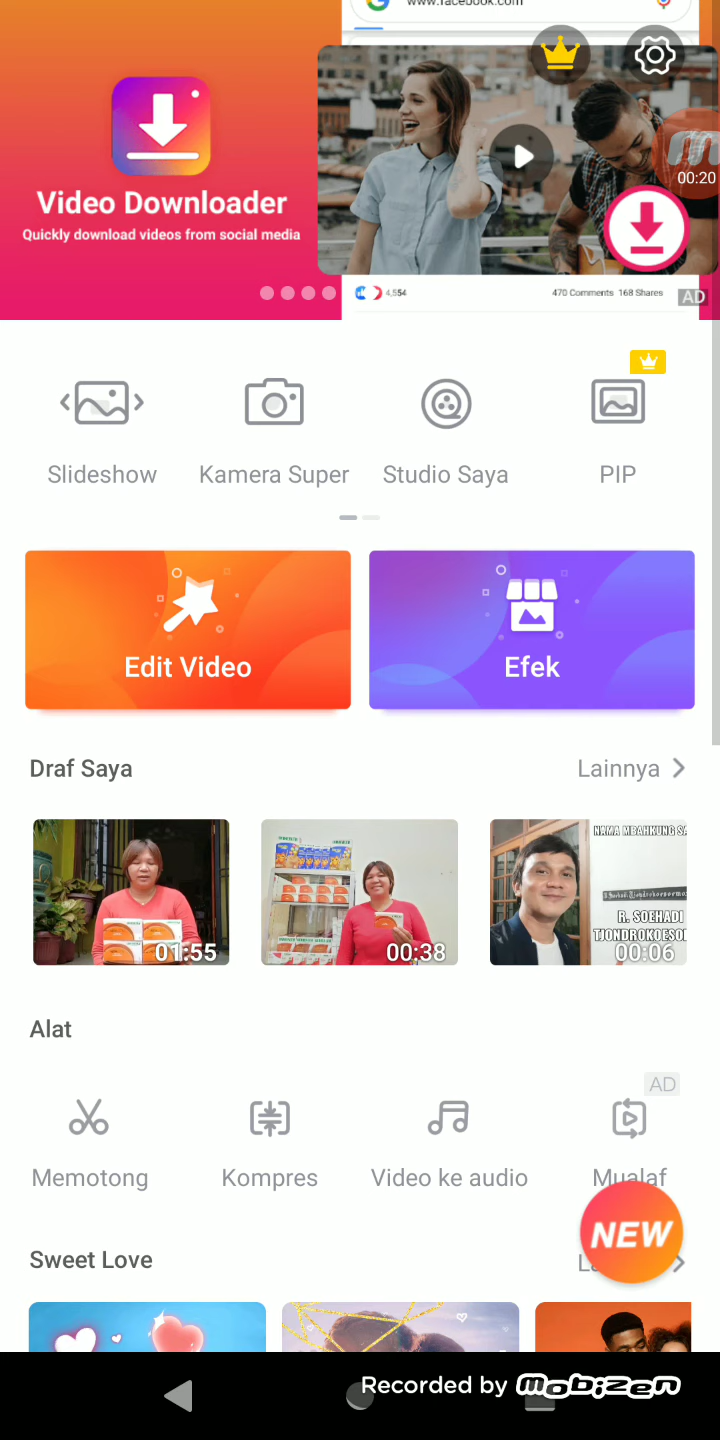 www.facebook.com
00:20
Video Downloader
Quickly download videos from social media
4,554
470 Comments 168 Shares
AD
Slideshow
Kamera Super
Studio Saya
PIP
Edit Video
Efek
Draf Saya
Lainnya
NAMA MBAHKUNG
R. SOEHADI
01:55
00:38
00:06
Alat
AD
Memotong
Kompres
Video ke audio
Mualaf
NEW
Sweet Love
Recorded by mobizen